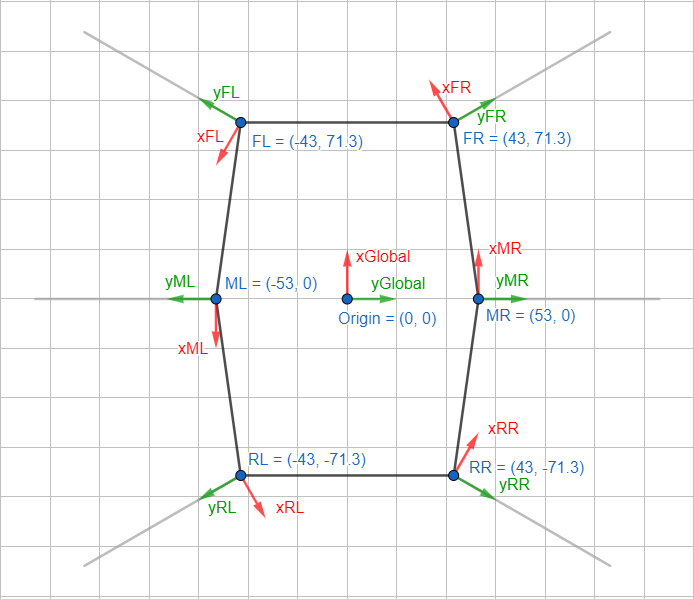 xFR
yFL
yFR
xFL
FL = (-43, 71.3)
FR = (43, 71.3)
xMR
xGlobal
yML
ML = (-53, 0)
yGlobal
yMR
Origin = (0, 0)
MR = (53, 0)
xML
xRR
RL = (-43, -71.3)
RR = (43, -71.3)
yRR
yRL
xRL